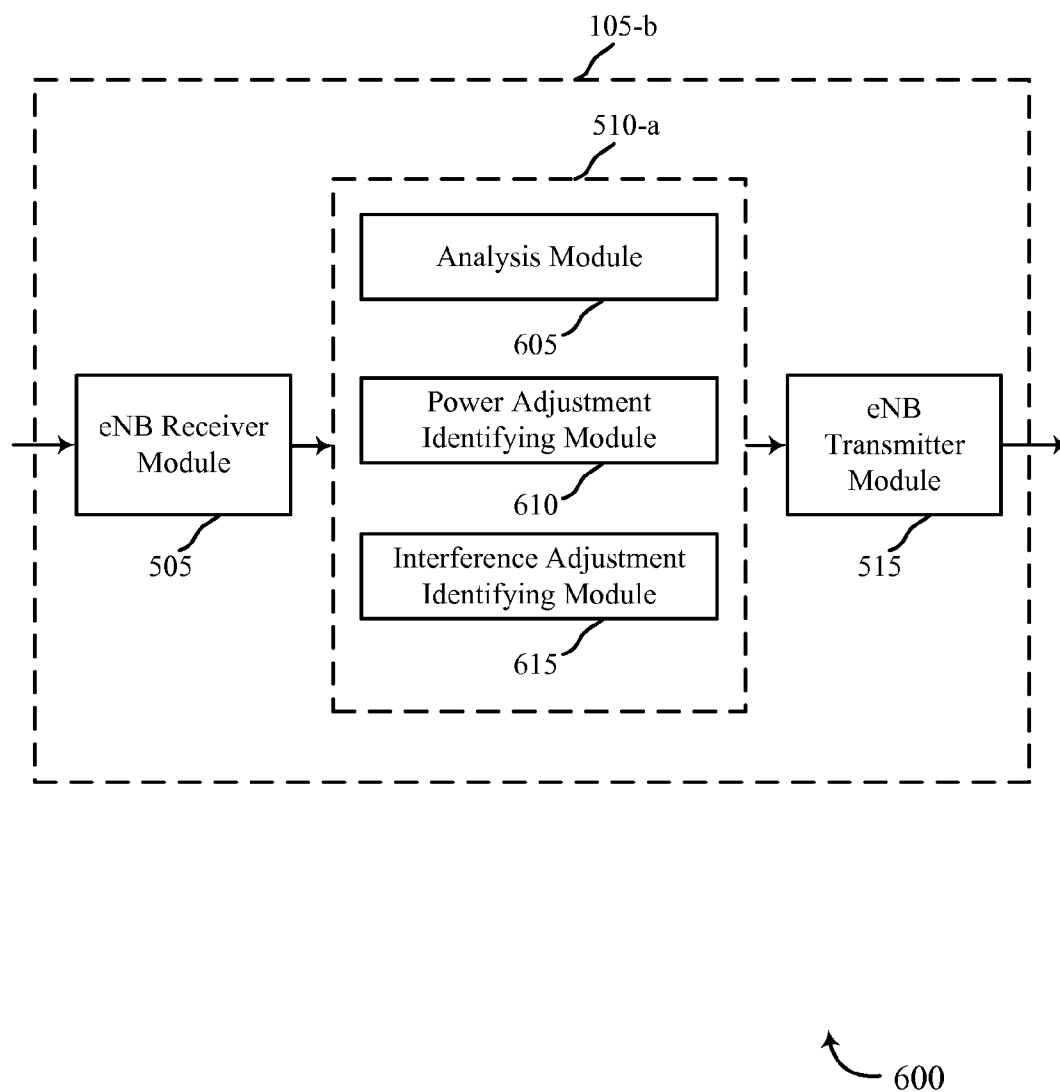 105-b
510-a
Analysis Module
605
Power Adjustment
Identifying Module
610
Interference Adjustment
Identifying Module
615
eNB Receiver
Module
505
eNB
Transmitter
Module
515
600